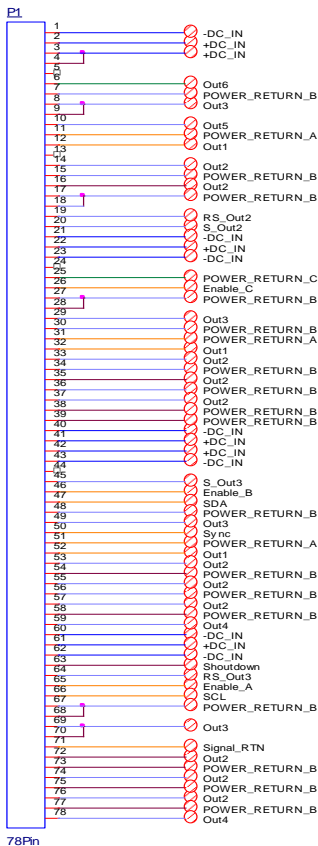 P1
1 -DC_IN
2 +DC_IN
3 +DC_IN
4
5
6 Out6
7 POWER_RETURN_B
8 Out3
9
10 Out5
11 POWER_RETURN_A
12 Out1
13
14 Out2
15 POWER_RETURN_B
16 Out2
17 POWER_RETURN_B
18
19 RS_Out2
20 S_Out2
21 -DC_IN
22 +DC_IN
23 -DC_IN
24
25 POWER_RETURN_C
26 Enable_C
27 POWER_RETURN_B
28
29 Out3
30 POWER_RETURN_B
31 POWER_RETURN_A
32 Out1
33 Out2
34 POWER_RETURN_B
35 Out2
36 POWER_RETURN_B
37 Out2
38 POWER_RETURN_B
39 POWER_RETURN_B
40 -DC_IN
41 +DC_IN
42 +DC_IN
43 -DC_IN
44
45 S_Out3
46 Enable_B
47 SDA
48 POWER_RETURN_B
49 Out3
50 Sync
51 POWER_RETURN_A
52 Out1
53 Out2
54 POWER_RETURN_B
55 Out2
56 POWER_RETURN_B
57 Out2
58 POWER_RETURN_B
59 Out4
60 -DC_IN
61 +DC_IN
62 -DC_IN
63 Shoutdown
64 RS_Out3
65 Enable_A
66 SCL
67 POWER_RETURN_B
68
69 Out3
70
71 Signal_RTN
72 Out2
73 POWER_RETURN_B
74 Out2
75 POWER_RETURN_B
76 Out2
77 POWER_RETURN_B
78 Out4
78Pin